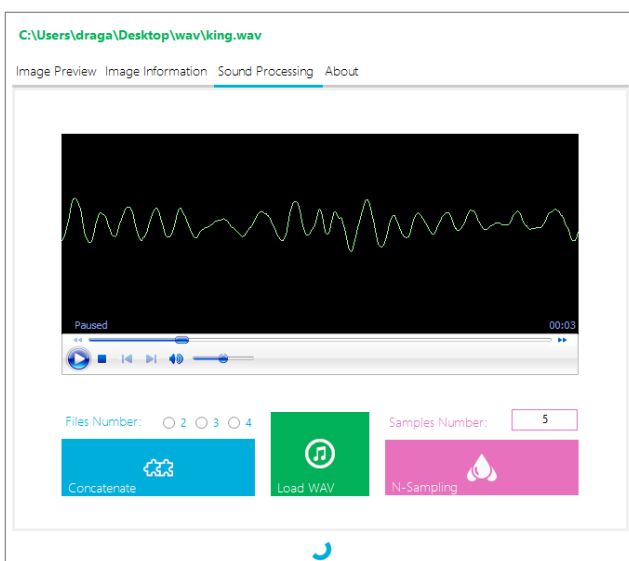 C:\Users\draga\Desktop\wav\king.wav
Image Preview Image Information Sound Processing About
Paused 00:03
Files Number: 2 3 4 Samples Number: 5
Concatenate Load WAV N-Sampling